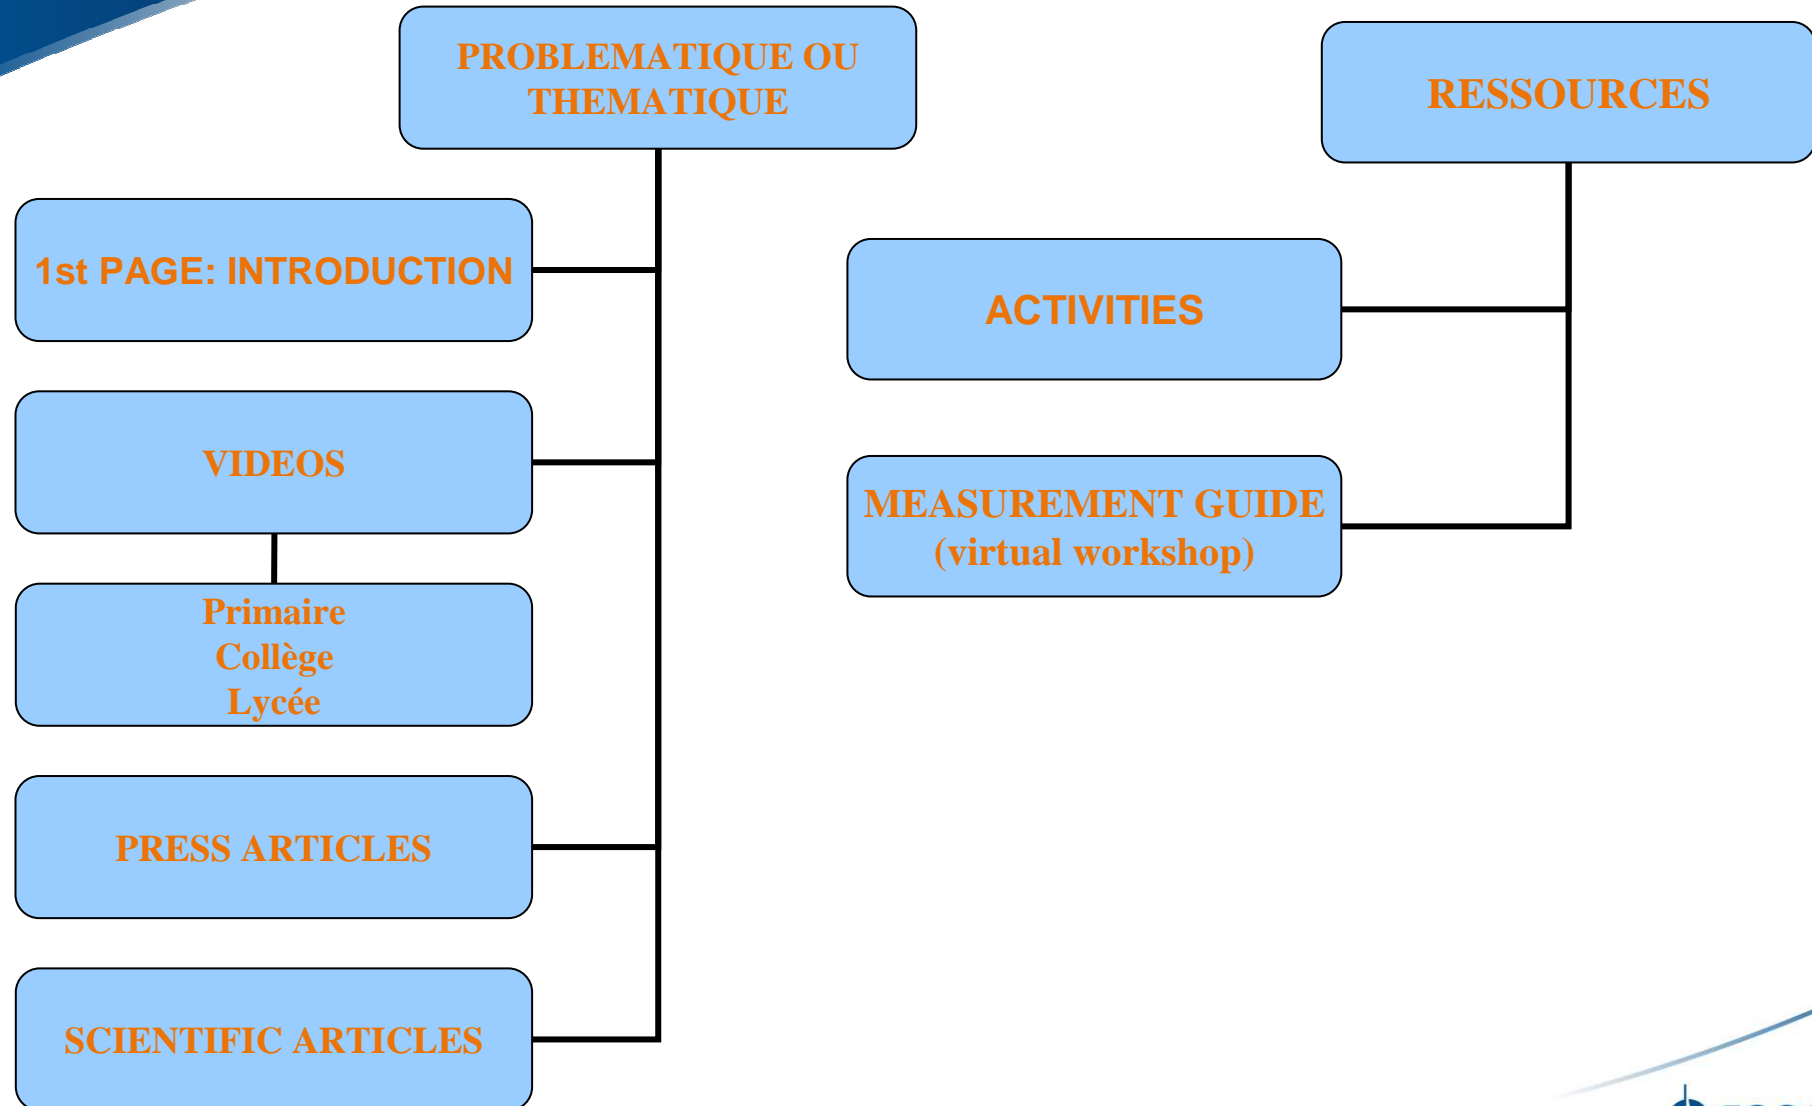 PROBLEMATIQUE OU
THEMATIQUE
RESSOURCES
1st PAGE: INTRODUCTION
ACTIVITIES
VIDEOS
MEASUREMENT GUIDE
(virtual workshop)
Primaire
Collège
Lycée
PRESS ARTICLES
SCIENTIFIC ARTICLES